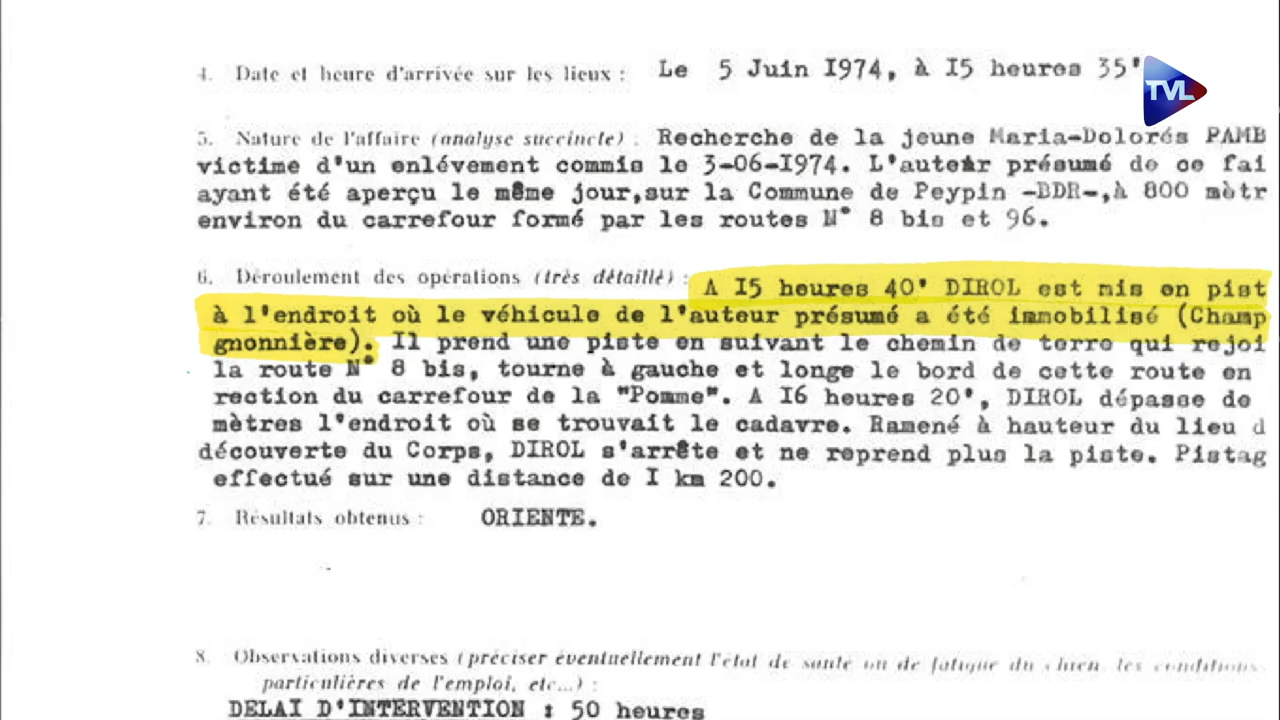 4. Date et heure d'arrivée sur les lieux : Le 5 Juin I974, à I5 heures 35'
TVL
5. Nature de l'affaire (analyse succincte) : Recherche de la jeune Maria-Dolorés PAMB
victime d'un enlévement commis le 3-06-I974. L'auteur présumé de ce fai
ayant été aperçu le même jour,sur la Commune de Peypin -BDR-,à 800 mètr
environ du carrefour formé par les routes N° 8 bis et 96.
6. Déroulement des opérations (très détaillé) : A I5 heures 40' DIROL est mis en pist
à l'endroit où le véhicule de l'auteur présumé a été immobilisé (Champ
gnonnière). Il prend une piste en suivant le chemin de terre qui rejoi
la route N° 8 bis, tourne à gauche et longe le bord de cette route en
rection du carrefour de la "Pomme". A I6 heures 20', DIROL dépasse de
mètres l'endroit où se trouvait le cadavre. Ramené à hauteur du lieu d
découverte du Corps, DIROL s'arrête et ne reprend plus la piste. Pistag
effectué sur une distance de I km 200.
7. Résultats obtenus : ORIENTE.
8. Observations diverses (préciser éventuellement l'état de santé ou de fatigue du chien, les conditions
particulières de l'emploi, etc...) :
DELAI D'INTERVENTION : 50 heures